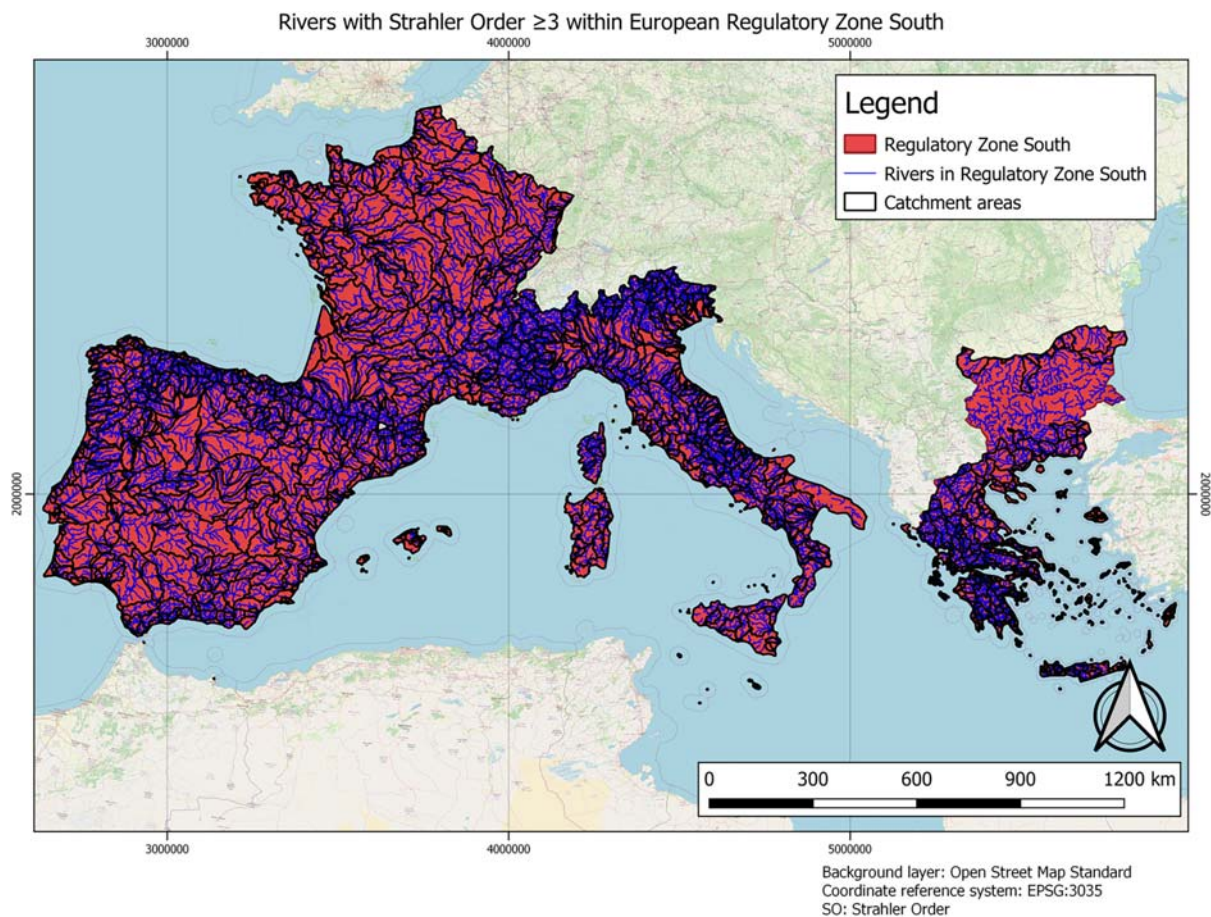 Rivers with Strahler Order ≥3 within European Regulatory Zone South
3000000 4000000 5000000
Legend
Regulatory Zone South
Rivers in Regulatory Zone South
Catchment areas
2000000 2000000
0 300 600 900 1200 km
3000000 4000000 5000000
Background layer: Open Street Map Standard
Coordinate reference system: EPSG:3035
SO: Strahler Order